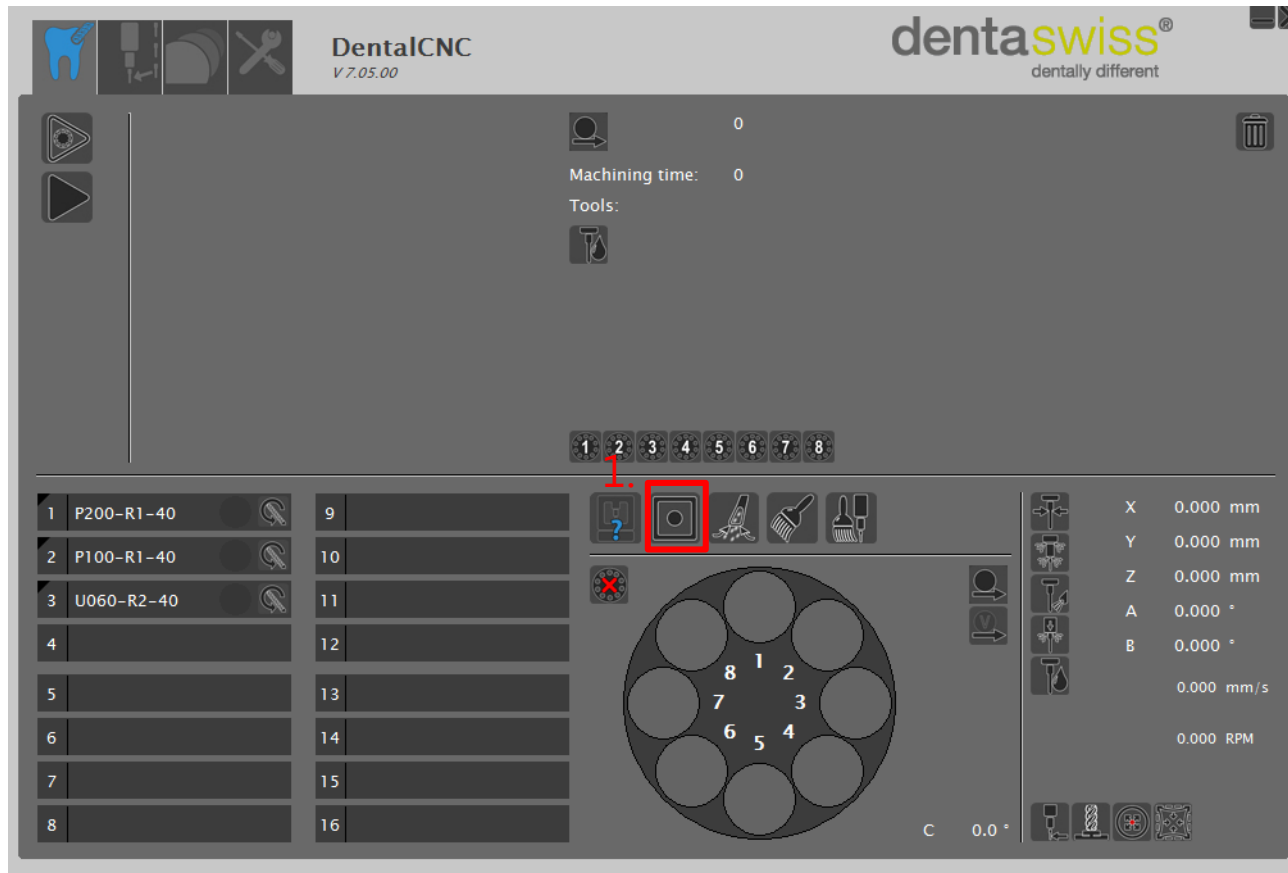 DentalCNC
V 7.05.00
dentaswiss®
dentally different
0
Machining time: 0
Tools:
1 2 3 4 5 6 7 8
1.
1 P200-R1-40
2 P100-R1-40
3 U060-R2-40
4
5
6
7
8
9
10
11
12
13
14
15
16
?
V
1
2
3
4
5
6
7
8
C 0.0 °
X 0.000 mm
Y 0.000 mm
Z 0.000 mm
A 0.000 °
B 0.000 °
0.000 mm/s
0.000 RPM